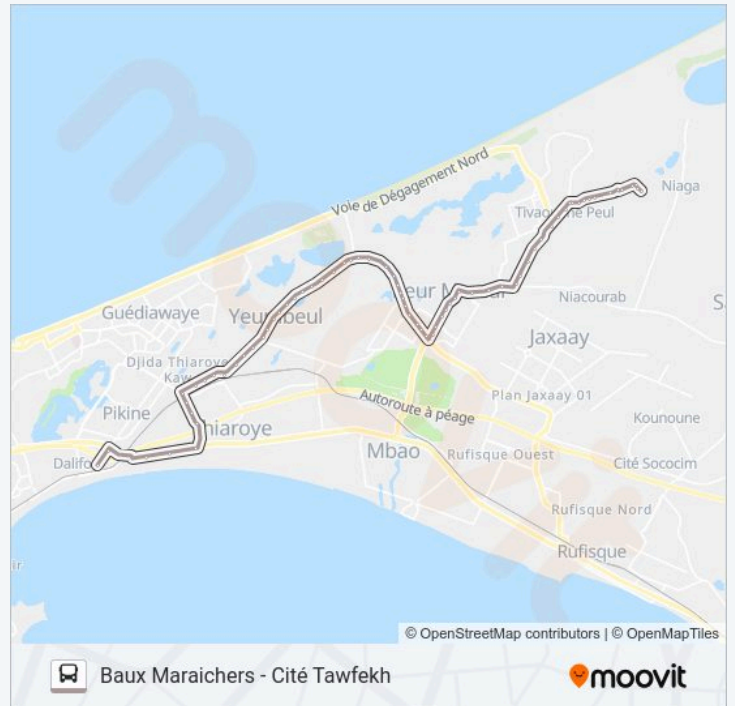 Voie de Dégagement Nord
Niaga
Guédiawaye
Niacourab
Yeumbeul
Jaxaay
Djida Thiaroye
Kaw
Plan Jaxaay 01
Autoroute à péage
Pikine
Kounoune
Mbao
Rufisque Ouest
Cité Sococim
Rufisque Nord
Rufisque
© OpenStreetMap contributors | © OpenMapTiles
Baux Maraichers - Cité Tawfekh
moovit